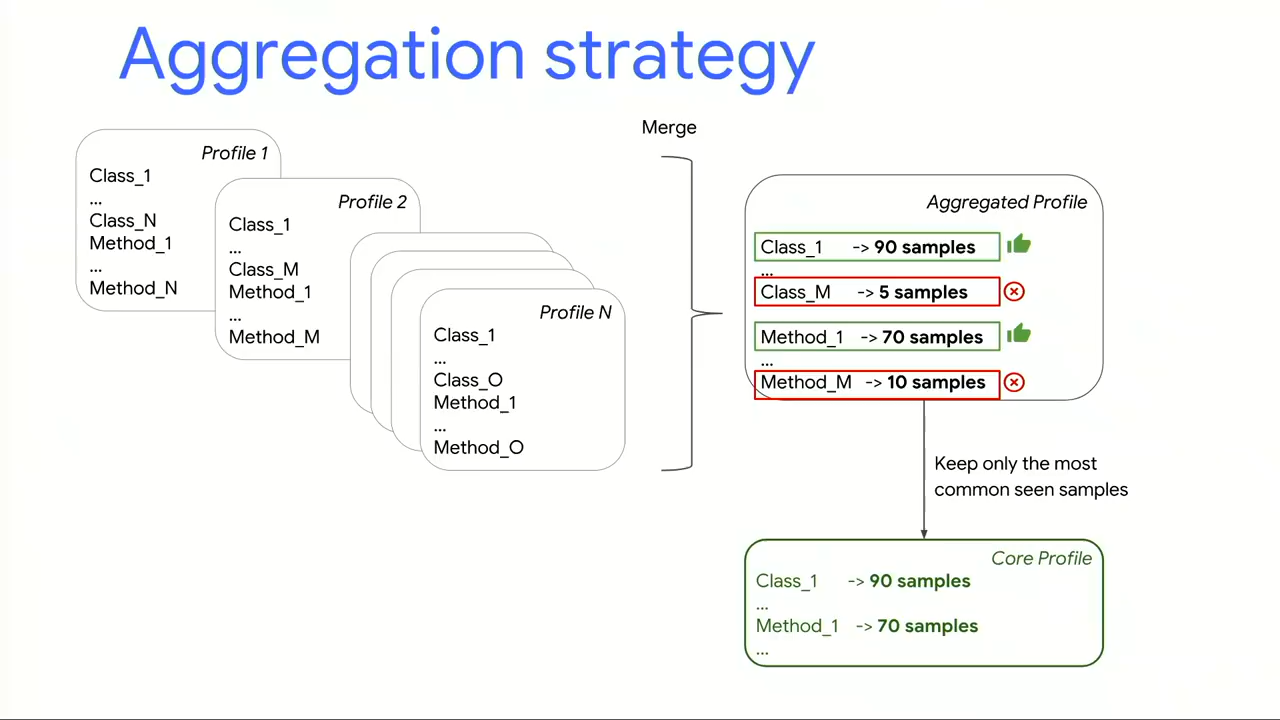 Aggregation strategy
Profile 1
Class_1
...
Class_N
Method_1
...
Method_N
Profile 2
Class_1
...
Class_M
Method_1
...
Method_M
Profile N
Class_1
...
Class_O
Method_1
...
Method_O
Merge
Aggregated Profile
Class_1 -> 90 samples
...
Class_M -> 5 samples
Method_1 -> 70 samples
...
Method_M -> 10 samples
Keep only the most
common seen samples
Core Profile
Class_1 -> 90 samples
...
Method_1 -> 70 samples
...